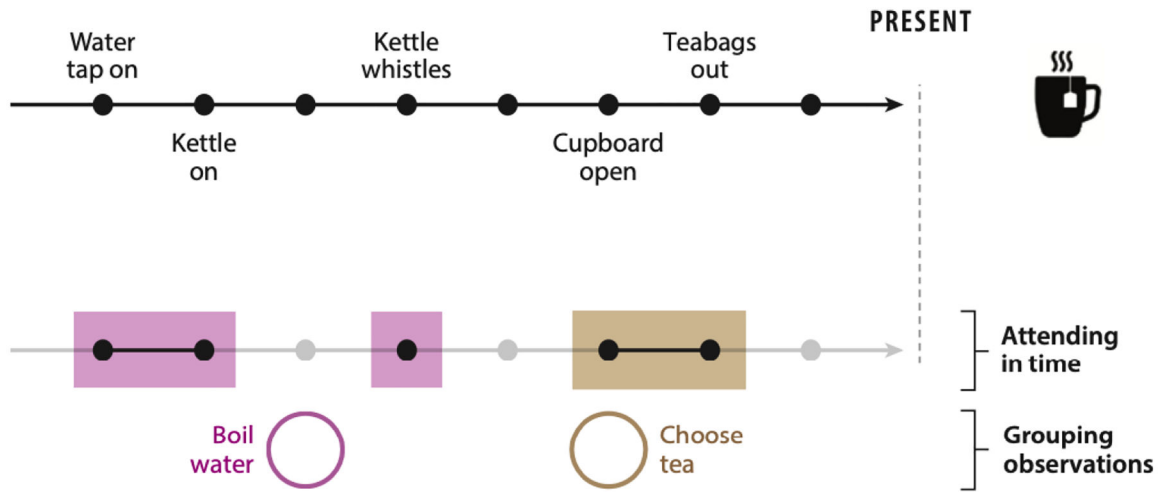 PRESENT
Water
tap on
Kettle
whistles
Teabags
out
Kettle
on
Cupboard
open
Attending
in time
Boil
water
Choose
tea
Grouping
observations